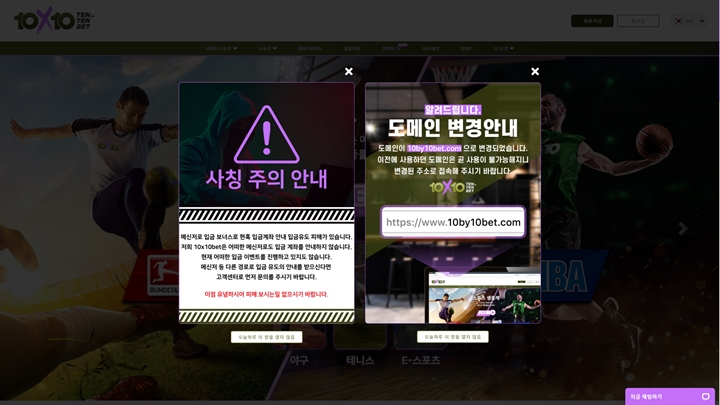 10X10 TEN TEN BET
사칭 주의 안내
메신저로 입금 보너스로 현혹 입금계좌 안내 입금유도 피해가 있습니다.
저희 10x10bet은 어떠한 메신저로도 입금 계좌를 안내하지 않습니다.
현재 어떠한 입금 이벤트를 진행하고 있지도 않습니다.
메신저 등 다른 경로로 입금 유도의 안내를 받으신다면
고객센터로 먼저 문의를 주시기 바랍니다.
이점 유념하시어 피해 보시는일 없으시기 바랍니다.
오늘하루 이 창을 열지 않음
알려드립니다.
도메인 변경안내
도메인이 10by10bet.com 으로 변경되었습니다.
이전에 사용하던 도메인은 곧 사용이 불가능해지니
변경된 주소로 접속해 주시기 바랍니다.
10X10 TEN TEN BET
https://www.10by10bet.com
오늘하루 이 창을 열지 않음
야구
테니스
E-스포츠
지금 채팅하기